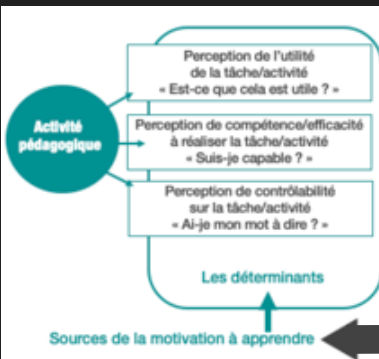 Perception de l'utilité
de la tâche/activité
« Est-ce que cela est utile ? »
Activité
pédagogique
Perception de compétence/efficacité
à réaliser la tâche/activité
« Suis-je capable ? »
Perception de contrôlabilité
sur la tâche/activité
« Ai-je mon mot à dire ? »
Les déterminants
Sources de la motivation à apprendre